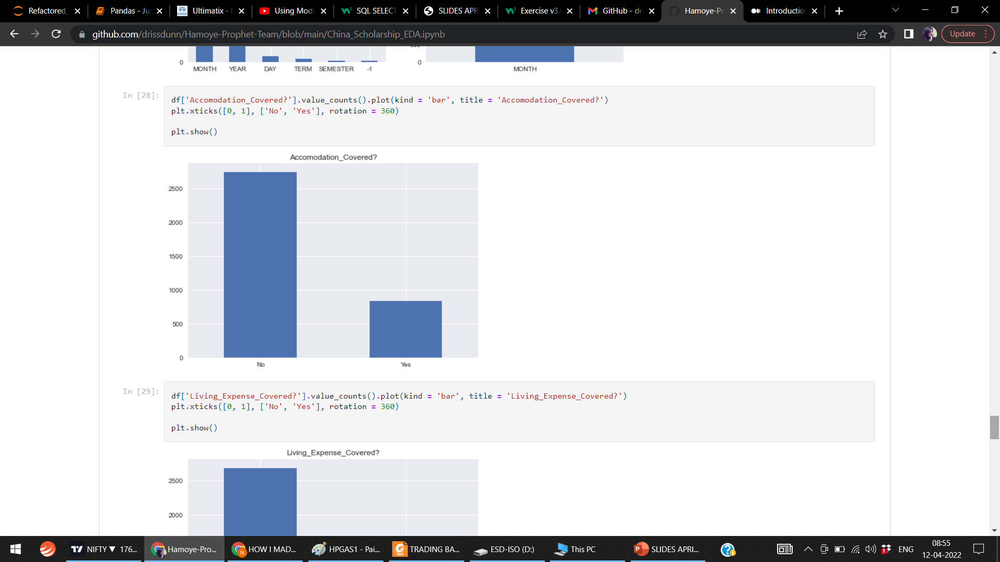 Refactored_
Pandas - Ju
Ultimatix - D
Using Modu
SQL SELECT
SLIDES APR
Exercise v3.
GitHub - dri
Hamoye-Pr
Introductio
github.com/drissdunn/Hamoye-Prophet-Team/blob/main/China_Scholarship_EDA.ipynb
Update
0
MONTH YEAR DAY TERM SEMESTER -1
0
MONTH
In [28]:
df['Accomodation_Covered?'].value_counts().plot(kind = 'bar', title = 'Accomodation_Covered?')
plt.xticks([0, 1], ['No', 'Yes'], rotation = 360)
plt.show()
Accomodation_Covered?
2500
2000
1500
1000
500
0
No Yes
In [29]:
df['Living_Expense_Covered?'].value_counts().plot(kind = 'bar', title = 'Living_Expense_Covered?')
plt.xticks([0, 1], ['No', 'Yes'], rotation = 360)
plt.show()
Living_Expense_Covered?
2500
2000
NIFTY ▼ 176...
Hamoye-Pro...
HOW I MAD...
HPGAS1 - Pai...
TRADING BA...
ESD-ISO (D:)
This PC
SLIDES APRI...
ENG
08:55
12-04-2022